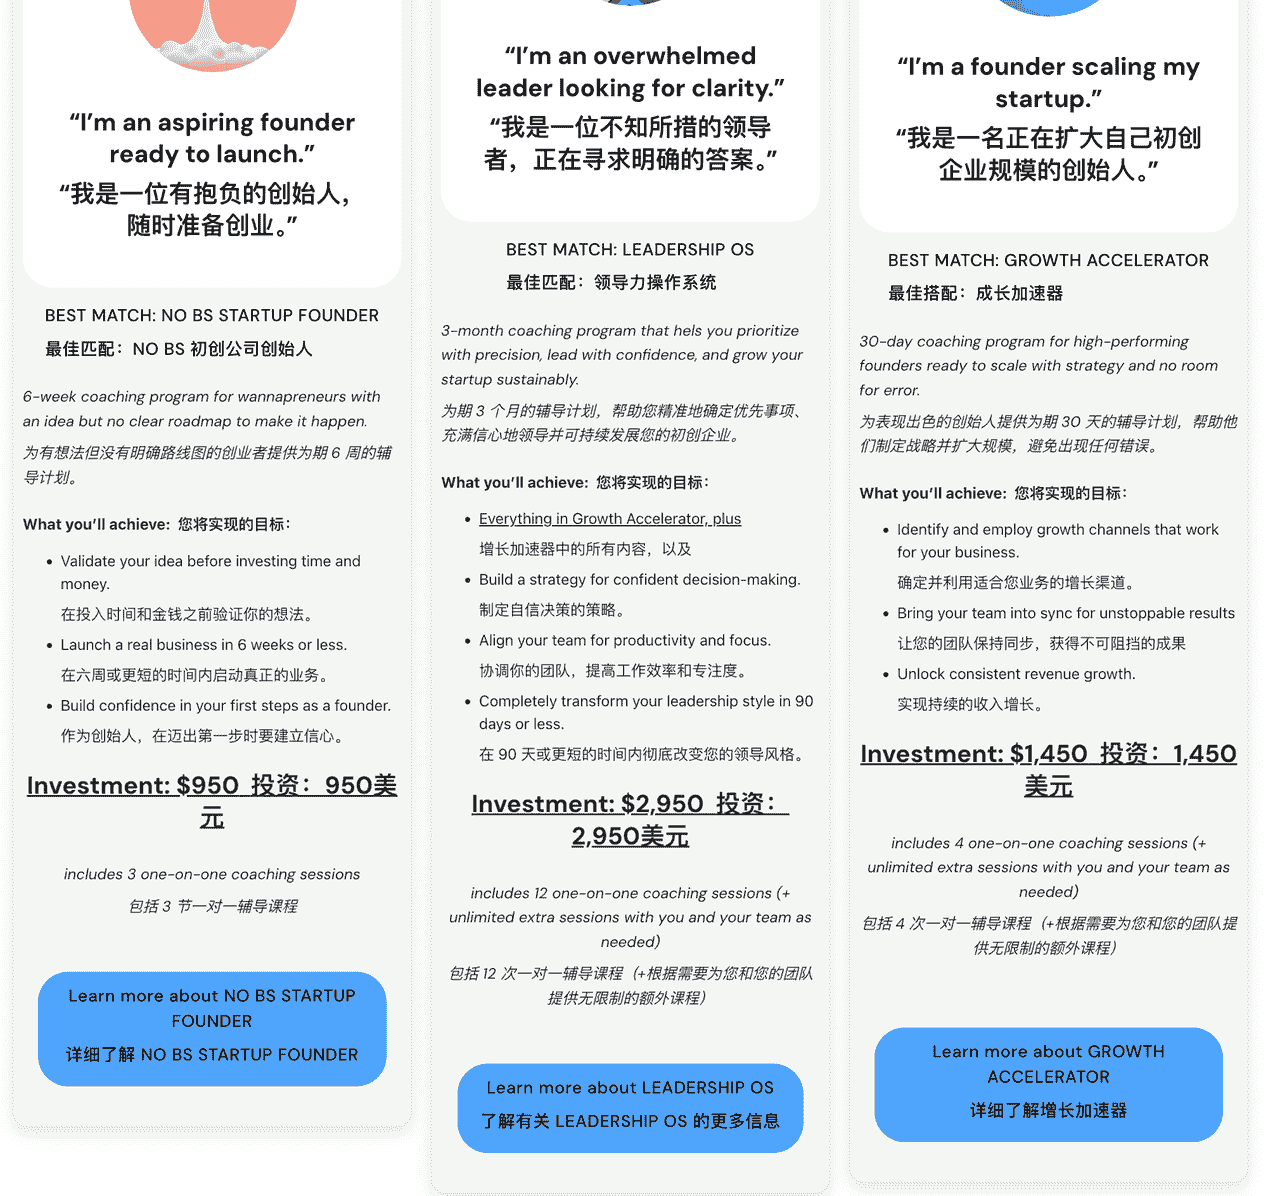 “I’m an aspiring founder
ready to launch.”
“我是一位有抱负的创始人，
随时准备创业。”
BEST MATCH: NO BS STARTUP FOUNDER
最佳匹配：NO BS 初创公司创始人
6-week coaching program for wannapreneurs with
an idea but no clear roadmap to make it happen.
为有想法但没有明确路线图的创业者提供为期 6 周的辅
导计划。
What you’ll achieve: 您将实现的目标：
• Validate your idea before investing time and
money.
在投入时间和金钱之前验证你的想法。
• Launch a real business in 6 weeks or less.
在六周或更短的时间内启动真正的业务。
• Build confidence in your first steps as a founder.
作为创始人，在迈出第一步时要建立信心。
Investment: $950 投资：950美
元
includes 3 one-on-one coaching sessions
包括 3 节一对一辅导课程
Learn more about NO BS STARTUP
FOUNDER
详细了解 NO BS STARTUP FOUNDER
“I’m an overwhelmed
leader looking for clarity.”
“我是一位不知所措的领导
者，正在寻求明确的答案。”
BEST MATCH: LEADERSHIP OS
最佳匹配：领导力操作系统
3-month coaching program that hels you prioritize
with precision, lead with confidence, and grow your
startup sustainably.
为期 3 个月的辅导计划，帮助您精准地确定优先事项、
充满信心地领导并可持续发展您的初创企业。
What you’ll achieve: 您将实现的目标：
• Everything in Growth Accelerator, plus
增长加速器中的所有内容，以及
• Build a strategy for confident decision-making.
制定自信决策的策略。
• Align your team for productivity and focus.
协调你的团队，提高工作效率和专注度。
• Completely transform your leadership style in 90
days or less.
在 90 天或更短的时间内彻底改变您的领导风格。
Investment: $2,950 投资：
2,950美元
includes 12 one-on-one coaching sessions (+
unlimited extra sessions with you and your team as
needed)
包括 12 次一对一辅导课程（+根据需要为您和您的团队
提供无限制的额外课程）
Learn more about LEADERSHIP OS
了解有关 LEADERSHIP OS 的更多信息
“I’m a founder scaling my
startup.”
“我是一名正在扩大自己初创
企业规模的创始人。”
BEST MATCH: GROWTH ACCELERATOR
最佳搭配：成长加速器
30-day coaching program for high-performing
founders ready to scale with strategy and no room
for error.
为表现出色的创始人提供为期 30 天的辅导计划，帮助他
们制定战略并扩大规模，避免出现任何错误。
What you’ll achieve: 您将实现的目标：
• Identify and employ growth channels that work
for your business.
确定并利用适合您业务的增长渠道。
• Bring your team into sync for unstoppable results
让您的团队保持同步，获得不可阻挡的成果
• Unlock consistent revenue growth.
实现持续的收入增长。
Investment: $1,450 投资：1,450
美元
includes 4 one-on-one coaching sessions (+
unlimited extra sessions with you and your team as
needed)
包括 4 次一对一辅导课程（+根据需要为您和您的团队提
供无限制的额外课程）
Learn more about GROWTH
ACCELERATOR
详细了解增长加速器